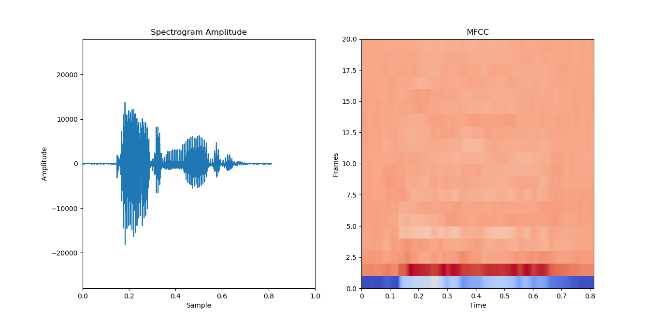 Spectrogram Amplitude
MFCC
Amplitude
20000
10000
0
−10000
−20000
0.0 0.2 0.4 0.6 0.8 1.0
Sample
Frames
20.0
17.5
15.0
12.5
10.0
7.5
5.0
2.5
0.0
0 0.1 0.2 0.3 0.4 0.5 0.6 0.7 0.8
Time